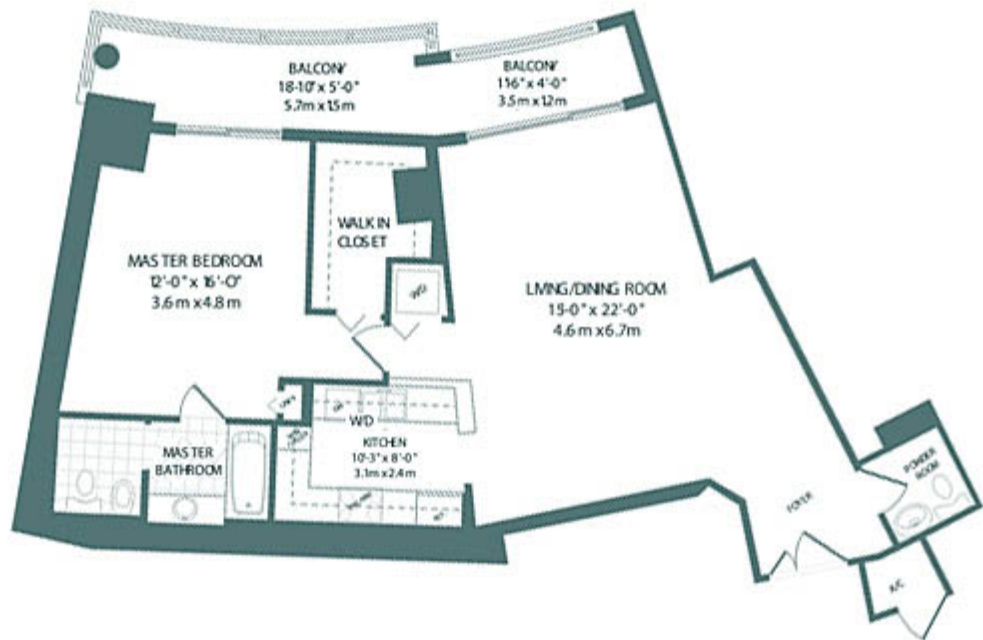 BALCONY
18-10" x 5'-0"
5.7m x 1.5m
BALCONY
11-6" x 4'-0"
3.5m x 1.2m
WALK IN
CLOSET
MASTER BEDROOM
12'-0" x 16'-0"
3.6m x 4.8m
LIVING/DINING ROOM
15-0" x 22'-0"
4.6m x 6.7m
WD
KITCHEN
10'-3" x 8'-0"
3.1m x 2.4m
MASTER
BATHROOM
POWDER
ROOM
FOYER
A/C